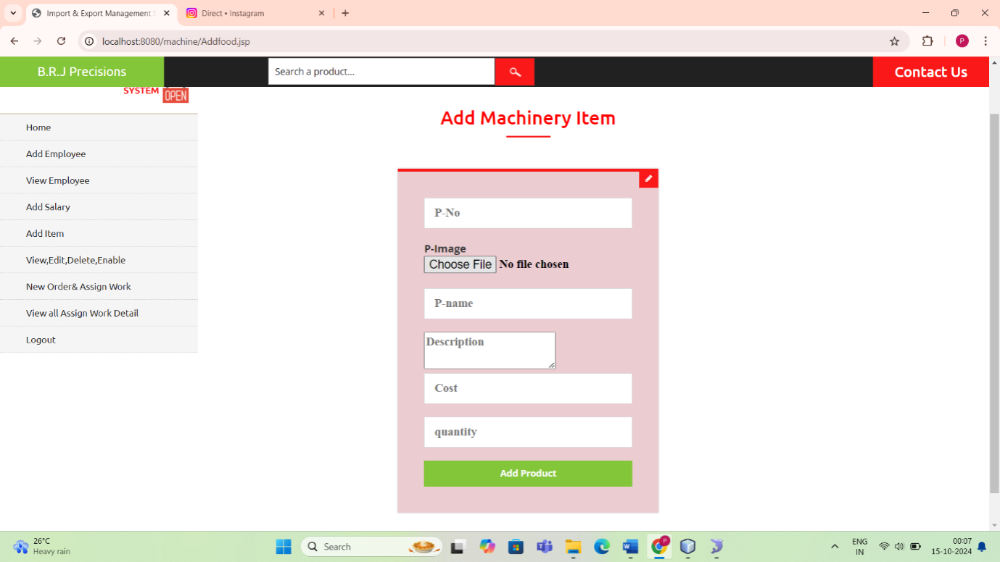 Import & Export Management S
Direct • Instagram
localhost:8080/machine/Addfood.jsp
P
B.R.J Precisions
Search a product...
Contact Us
SYSTEM OPEN
Home
Add Employee
View Employee
Add Salary
Add Item
View,Edit,Delete,Enable
New Order& Assign Work
View all Assign Work Detail
Logout
Add Machinery Item
P-No
P-Image
Choose File No file chosen
P-name
Description
Cost
quantity
Add Product
26°C
Heavy rain
Search
P
ENG
IN
00:07
15-10-2024